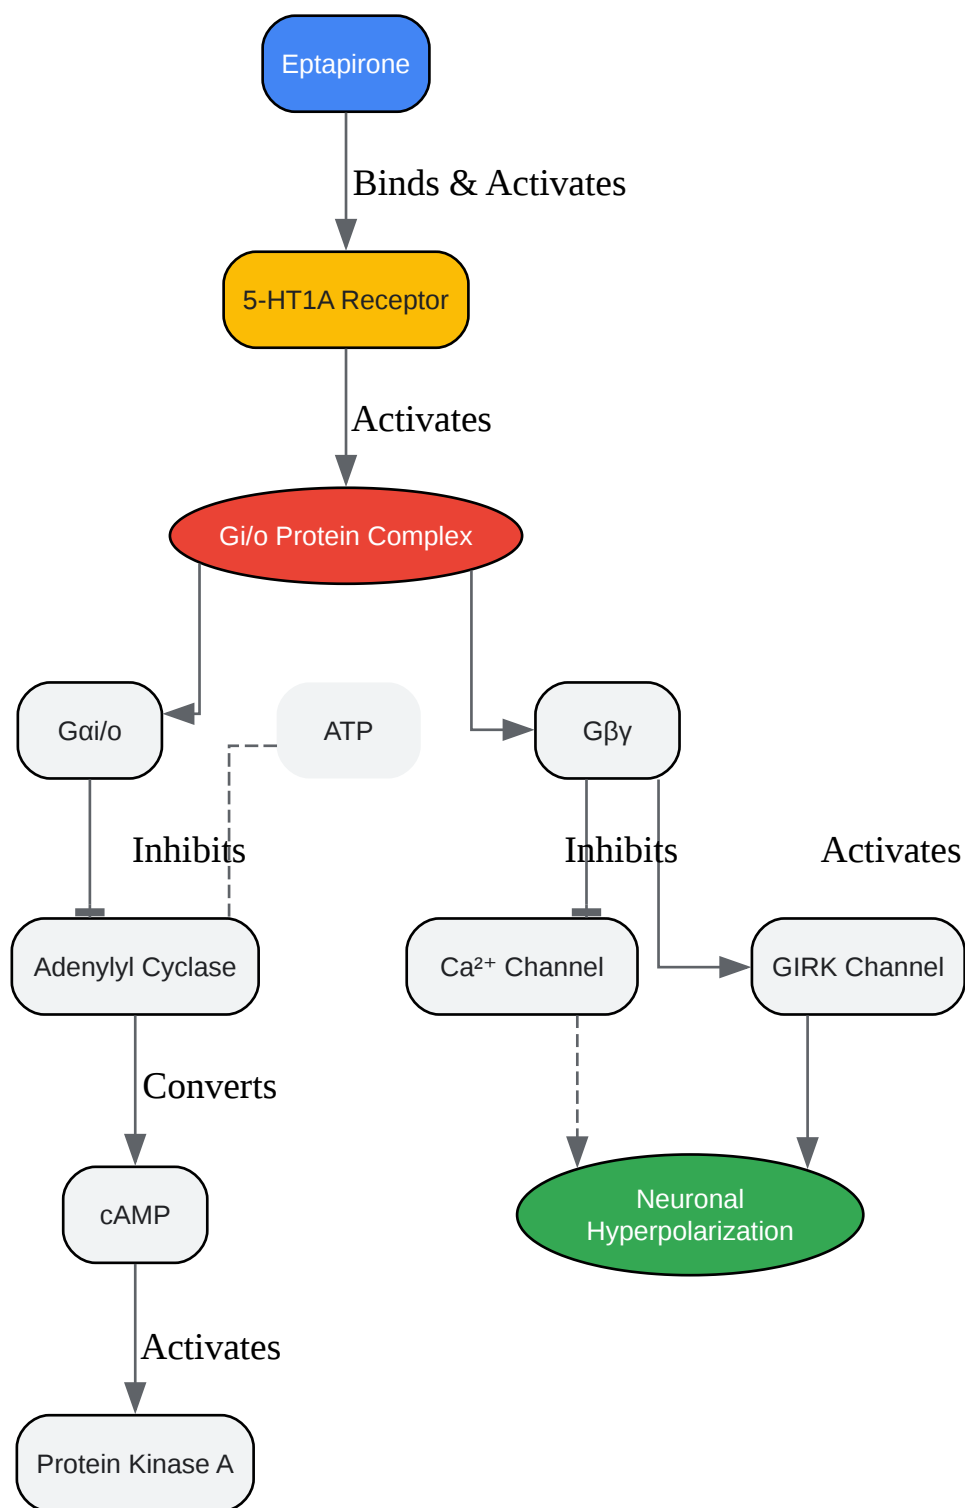 Eptapirone
Binds & Activates
5-HT1A Receptor
Activates
Gi/o Protein Complex
Gαi/o
ATP
Gβγ
Inhibits
Inhibits
Activates
Adenylyl Cyclase
Ca²⁺ Channel
GIRK Channel
Converts
cAMP
Neuronal
Hyperpolarization
Activates
Protein Kinase A